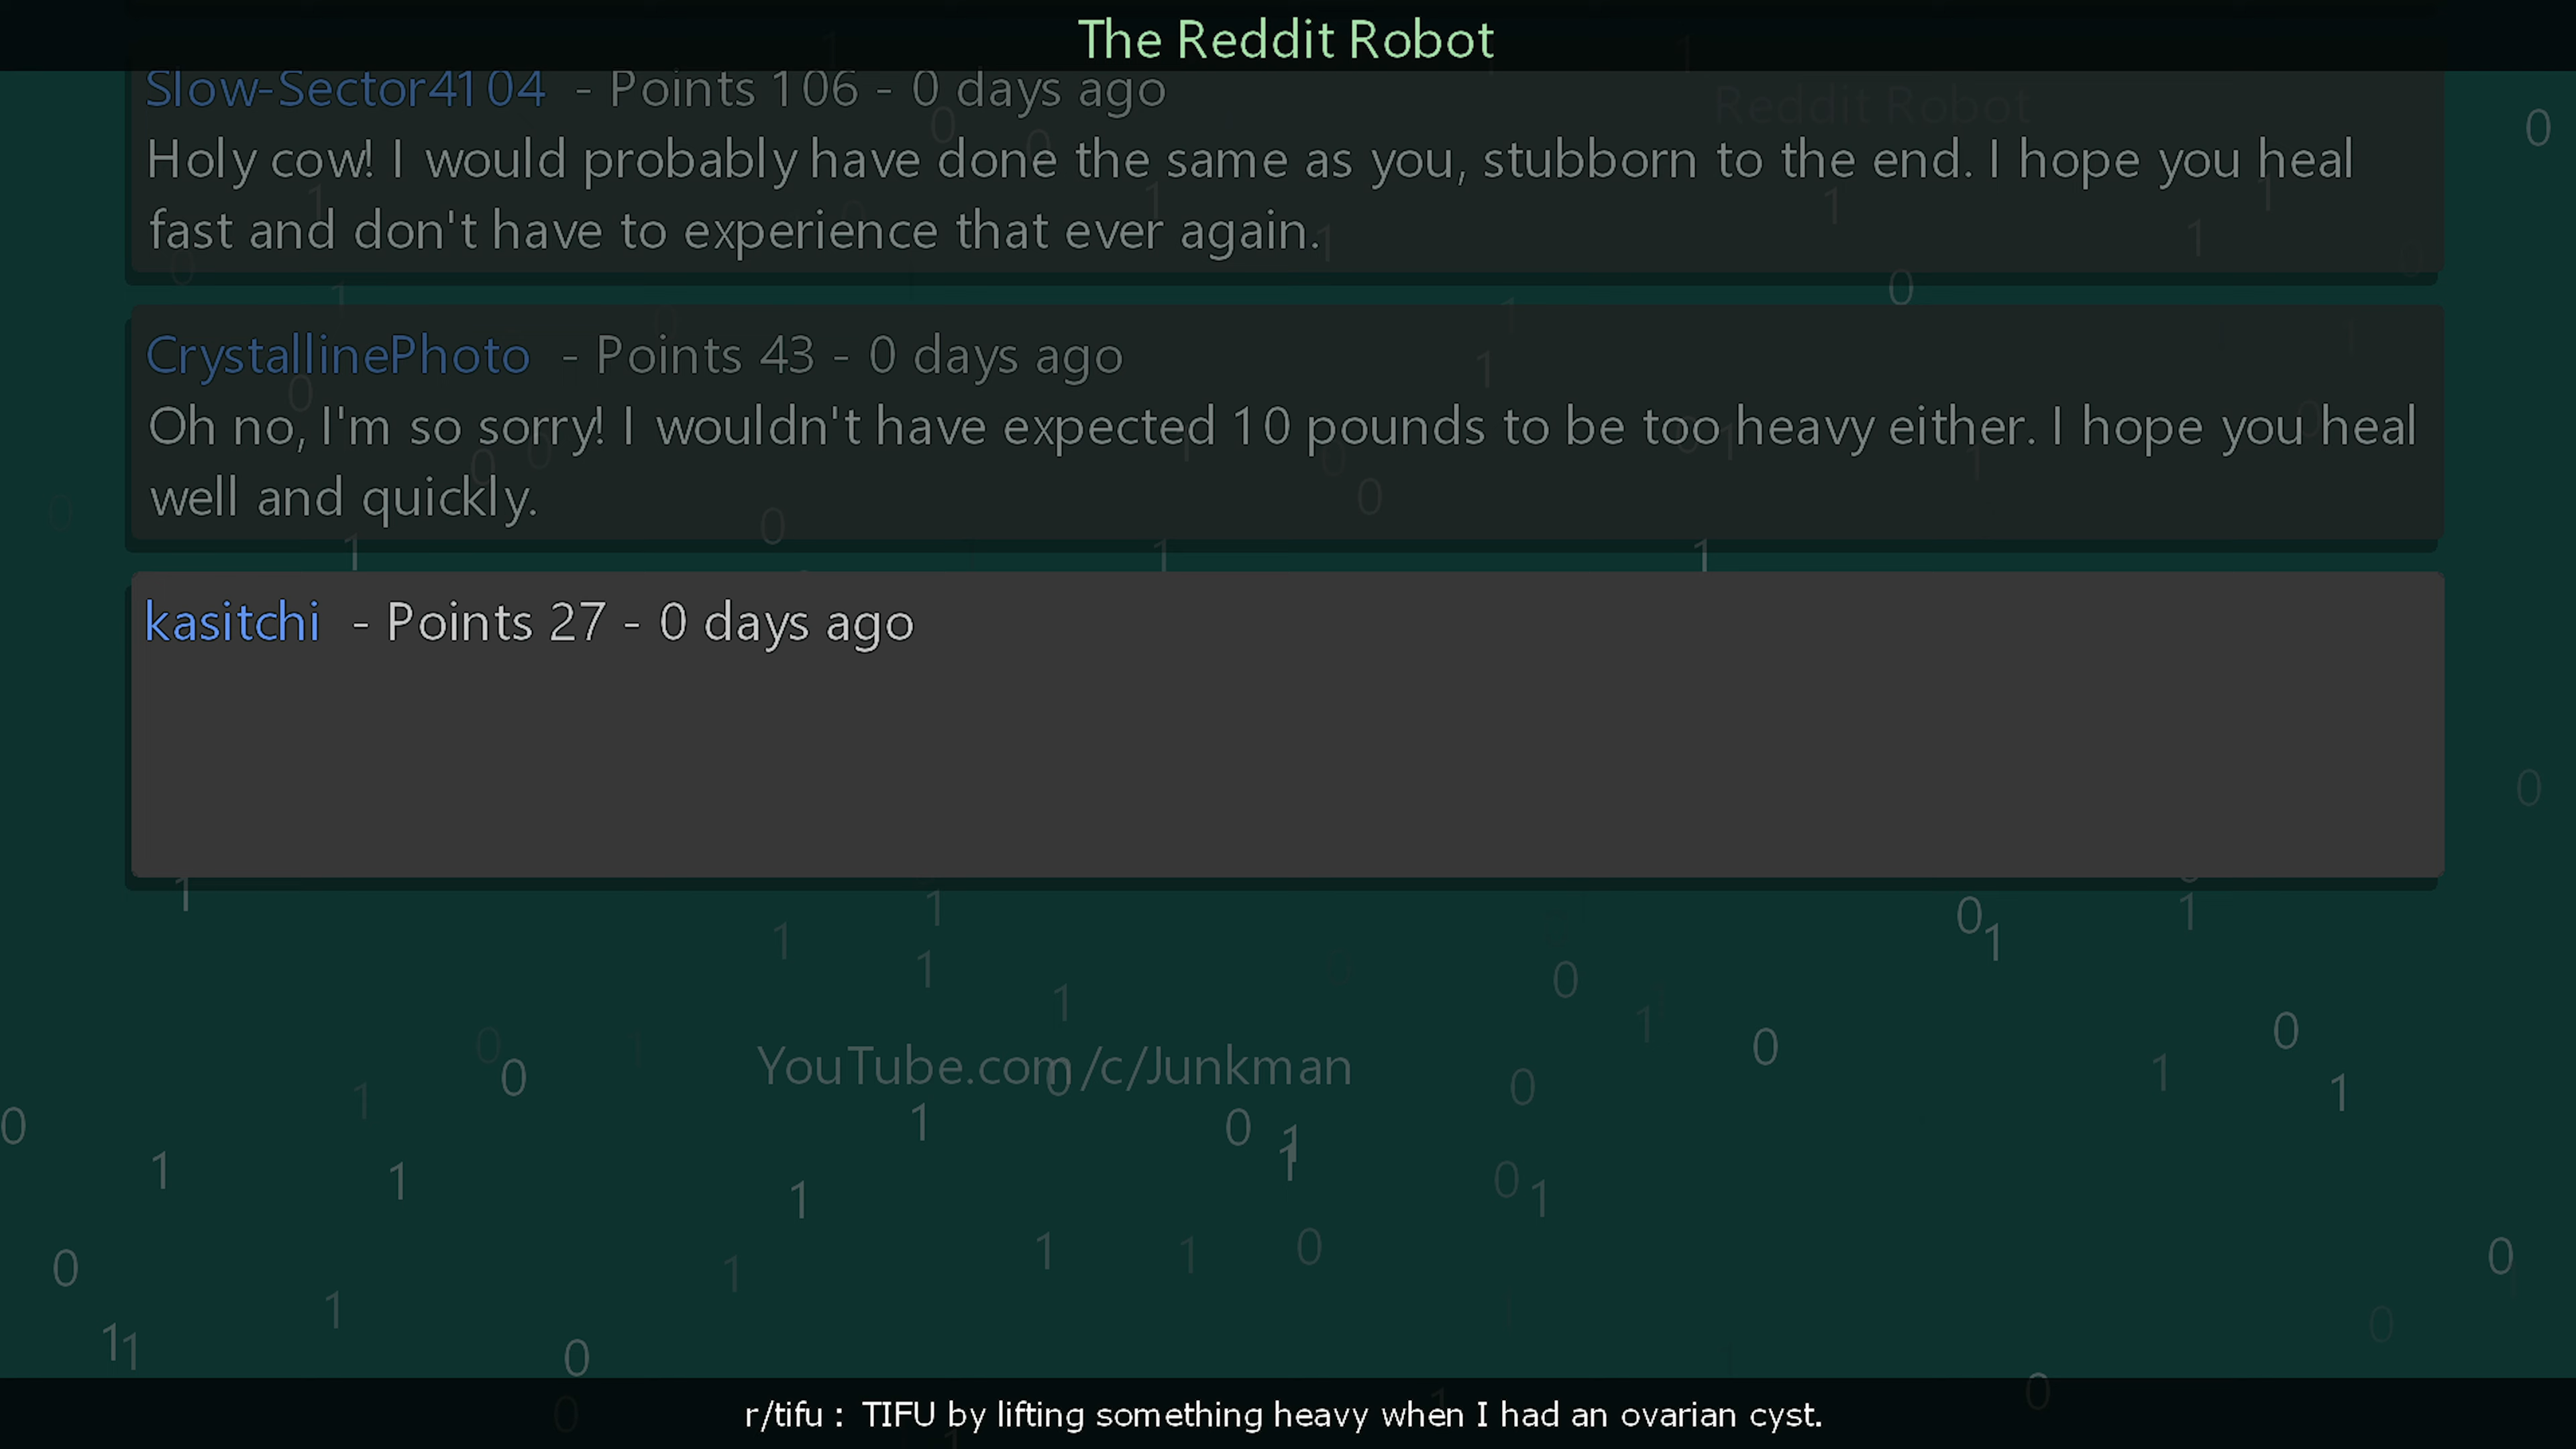 The Reddit Robot
Slow-Sector4104 - Points 106 - 0 days ago
Reddit Robot
Holy cow! I would probably have done the same as you, stubborn to the end. I hope you heal
fast and don't have to experience that ever again.
CrystallinePhoto - Points 43 - 0 days ago
Oh no, I'm so sorry! I wouldn't have expected 10 pounds to be too heavy either. I hope you heal
well and quickly.
kasitchi - Points 27 - 0 days ago
YouTube.com/c/Junkman
r/tifu : TIFU by lifting something heavy when I had an ovarian cyst.